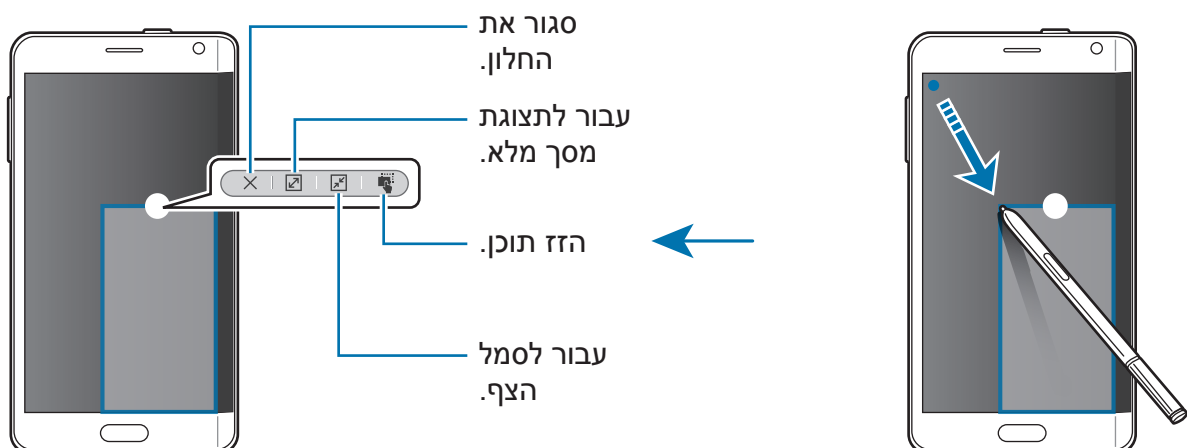 סגור את
החלון.
עבור לתצוגת
מסך מלא.
הזז תוכן.
עבור לסמל
הצף.